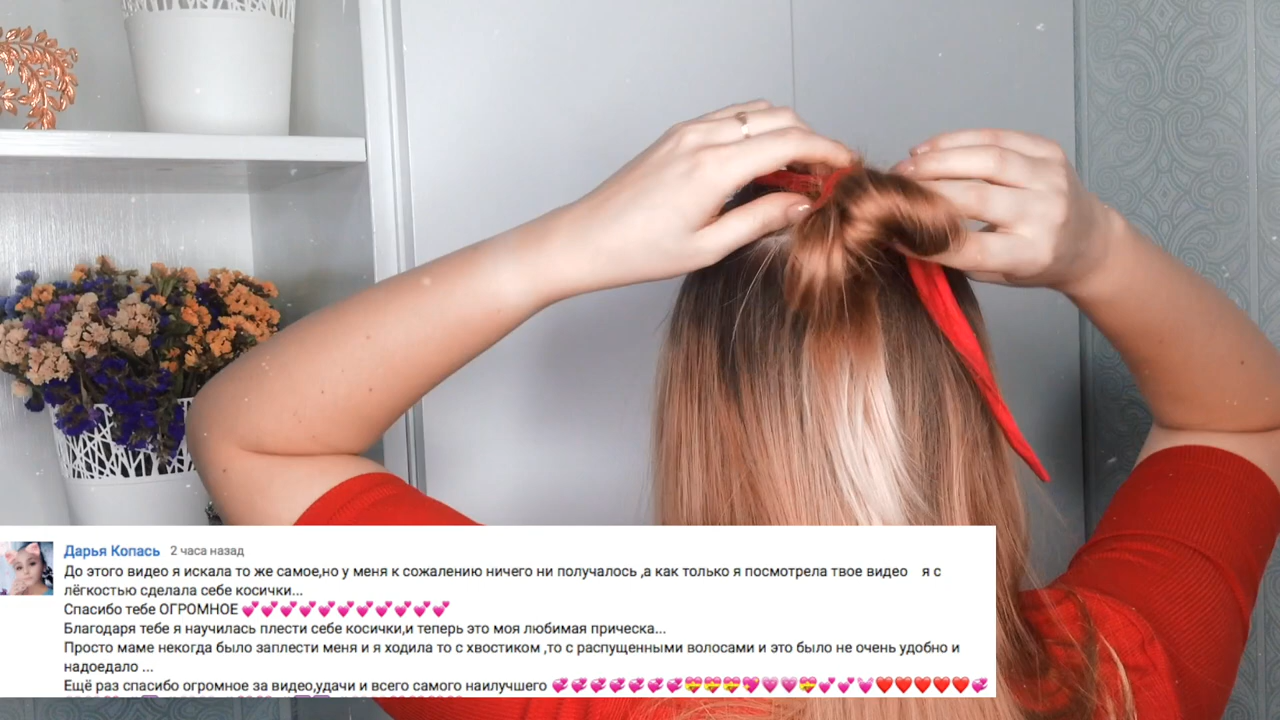 Дарья Копась 2 часа назад
До этого видео я искала то же самое,но у меня к сожалению ничего ни получалось ,а как только я посмотрела твое видео я с
лёгкостью сделала себе косички...
Спасибо тебе ОГРОМНОЕ 💕💕💕💕💕💕💕💕💕💕💕
Благодаря тебе я научилась плести себе косички,и теперь это моя любимая прическа...
Просто маме некогда было заплести меня и я ходила то с хвостиком ,то с распущенными волосами и это было не очень удобно и
надоедало ...
Ещё раз спасибо огромное за видео,удачи и всего самого наилучшего 💞💞💞💞💞💞💞💝💝💝💖💗💗💝💕💕💓❤❤❤❤❤💞